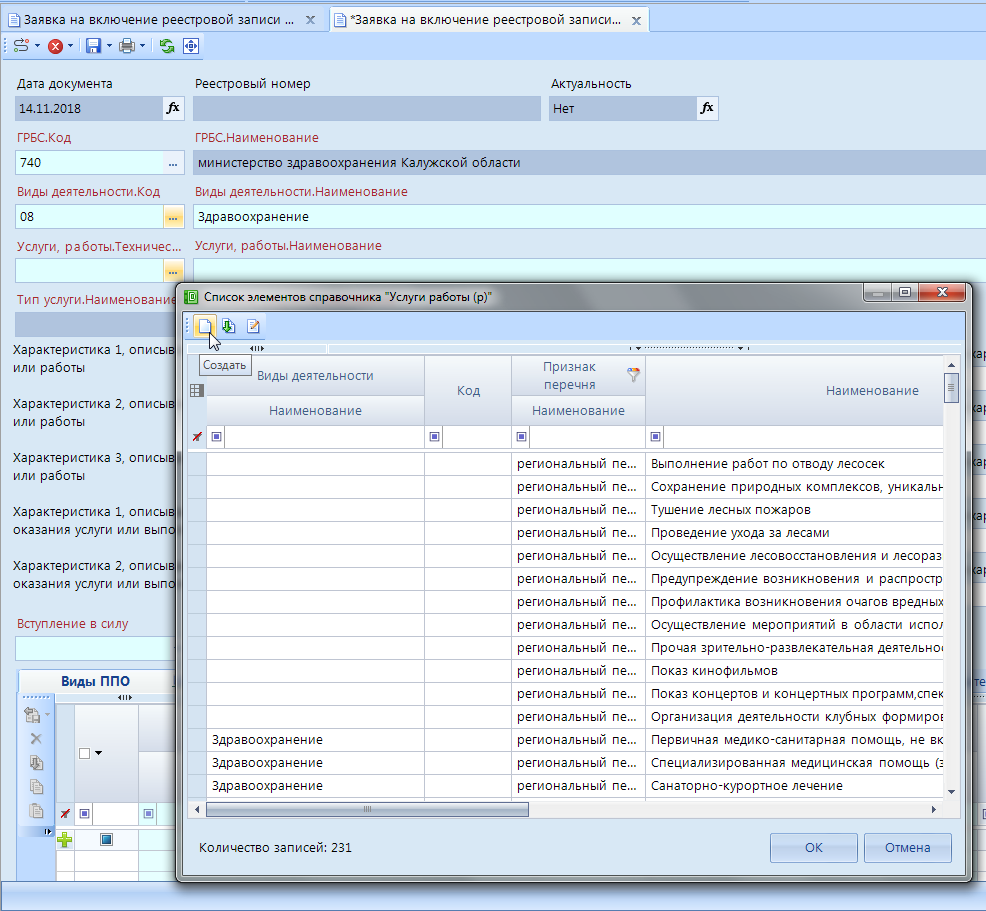 Заявка на включение реестровой записи ...
*Заявка на включение реестровой записи...
Дата документа
Реестровый номер
Актуальность
14.11.2018
fx
Нет
fx
ГРБС.Код
ГРБС.Наименование
740
...
министерство здравоохранения Калужской области
Виды деятельности.Код
Виды деятельности.Наименование
08
...
Здравоохранение
Услуги, работы.Техничес...
Услуги, работы.Наименование
...
Тип услуги.Наименование
Характеристика 1, описыв
или работы
Характеристика 2, описыв
или работы
Характеристика 3, описыв
или работы
Характеристика 1, описыв
оказания услуги или выпо
Характеристика 2, описыв
оказания услуги или выпо
Вступление в силу
Виды ППО
Список элементов справочника "Услуги работы (р)"
Создать
Виды деятельности
Наименование
Код
Признак
перечня
Наименование
Наименование
региональный пе... Выполнение работ по отводу лесосек
региональный пе... Сохранение природных комплексов, уникальн
региональный пе... Тушение лесных пожаров
региональный пе... Проведение ухода за лесами
региональный пе... Осуществление лесовосстановления и лесораз
региональный пе... Предупреждение возникновения и распростр
региональный пе... Профилактика возникновения очагов вредных
региональный пе... Осуществление мероприятий в области испол
региональный пе... Прочая зрительно-развлекательная деятельнос
региональный пе... Показ кинофильмов
региональный пе... Показ концертов и концертных программ,спек
региональный пе... Организация деятельности клубных формиров
Здравоохранение региональный пе... Первичная медико-санитарная помощь, не вк
Здравоохранение региональный пе... Специализированная медицинская помощь (з
Здравоохранение региональный пе... Санаторно-курортное лечение
Количество записей: 231
ОК
Отмена